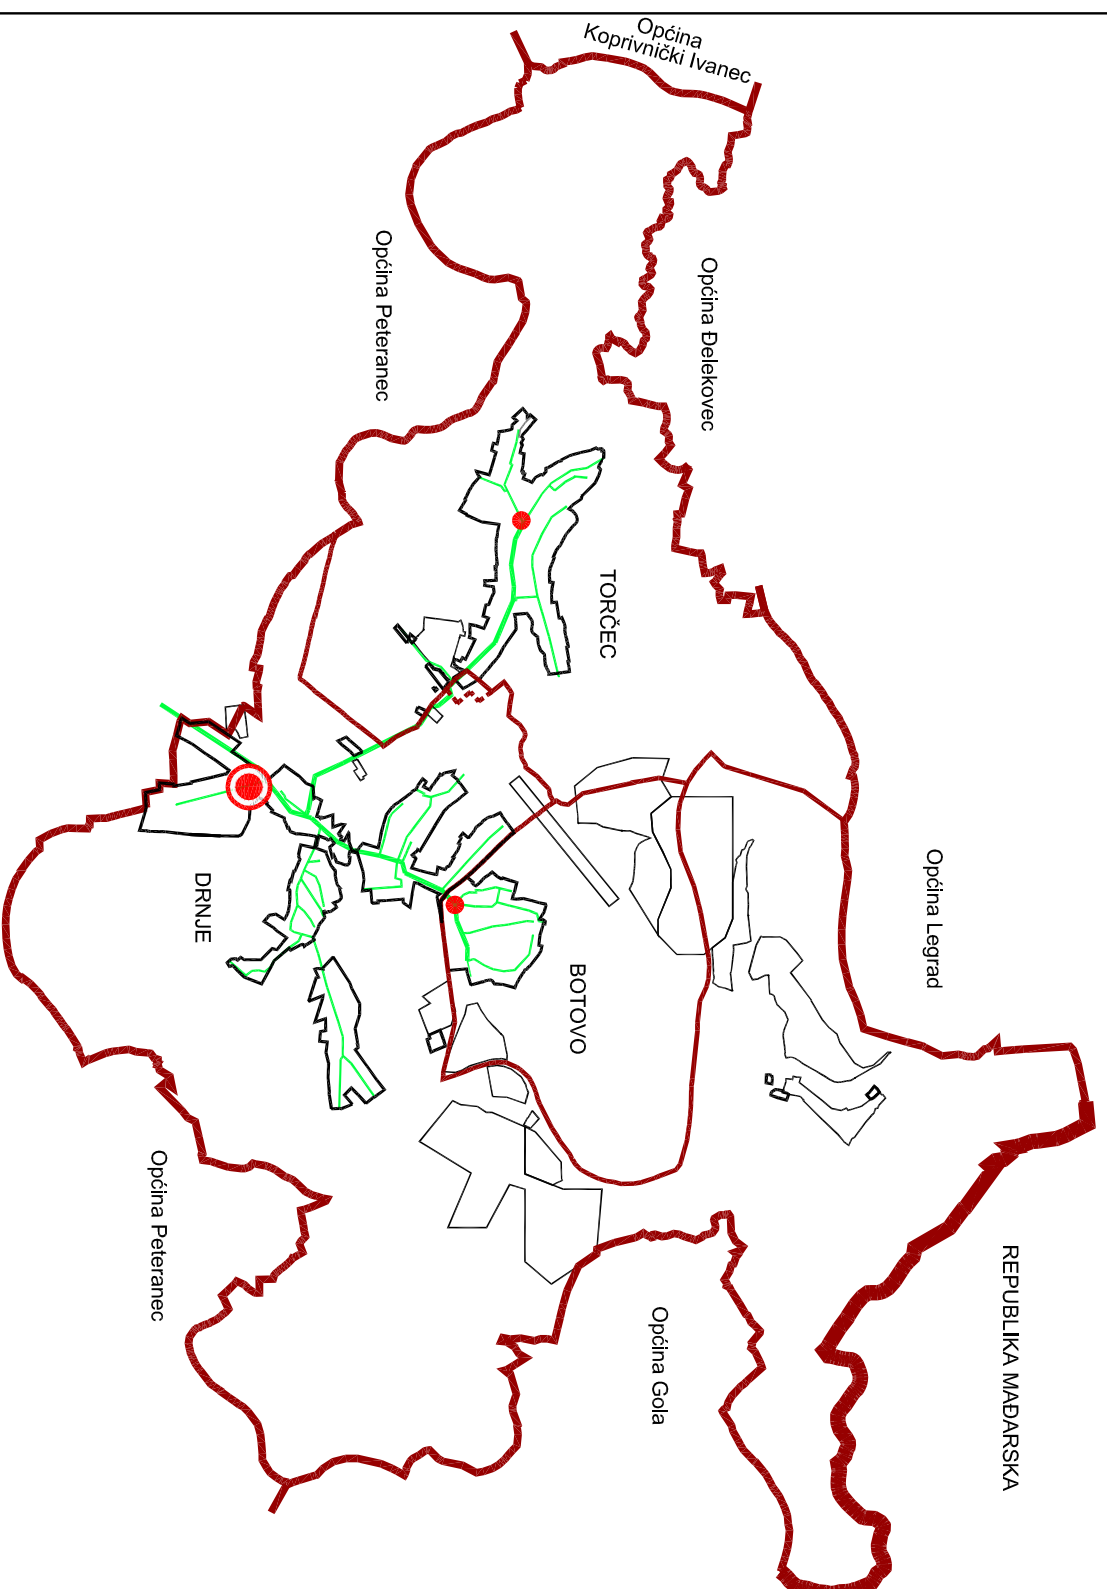 Općina
Koprivnički Ivanec
Općina Peteranec
Općina Đelekovec
TORČEC
Općina Legrad
DRNJE
BOTOVO
Općina Peteranec
REPUBLIKA MAĐARSKA
Općina Gola